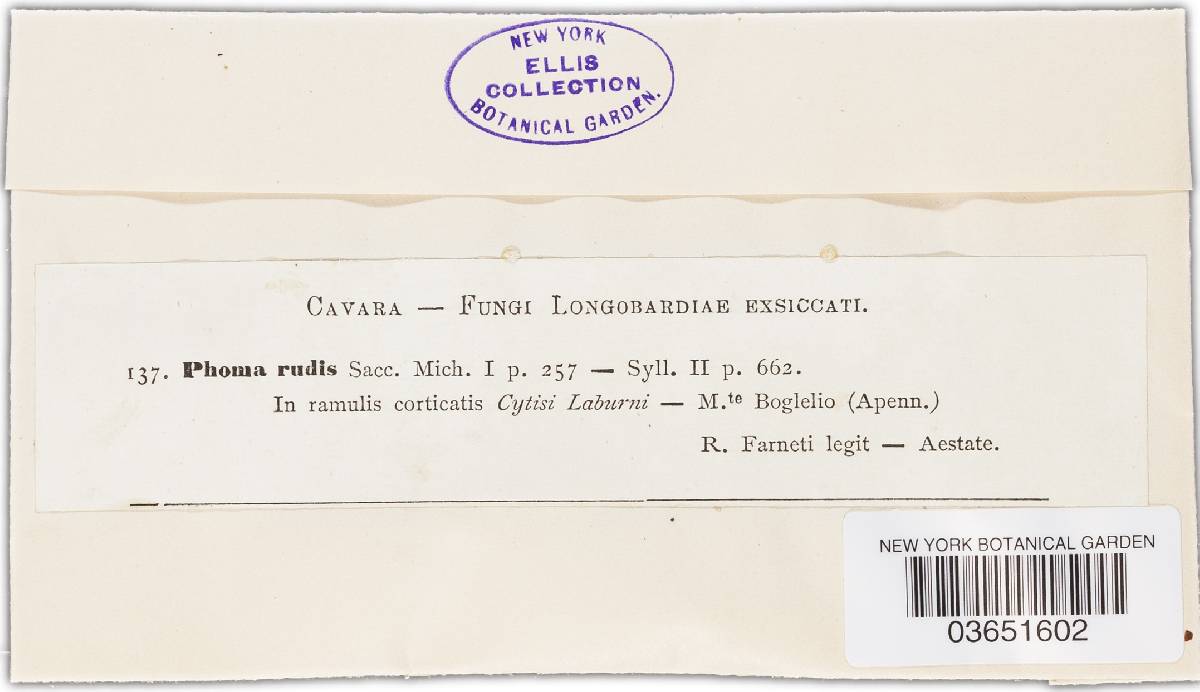 NEW YORK
ELLIS
COLLECTION
BOTANICAL GARDEN.
CAVARA — FUNGI LONGOBARDIAE EXSICCATI.
137. Phoma rudis Sacc. Mich. I p. 257 — Syll. II p. 662.
In ramulis corticatis Cytisi Laburni — M.te Boglelio (Apenn.)
R. Farneti legit — Aestate.
NEW YORK BOTANICAL GARDEN
03651602